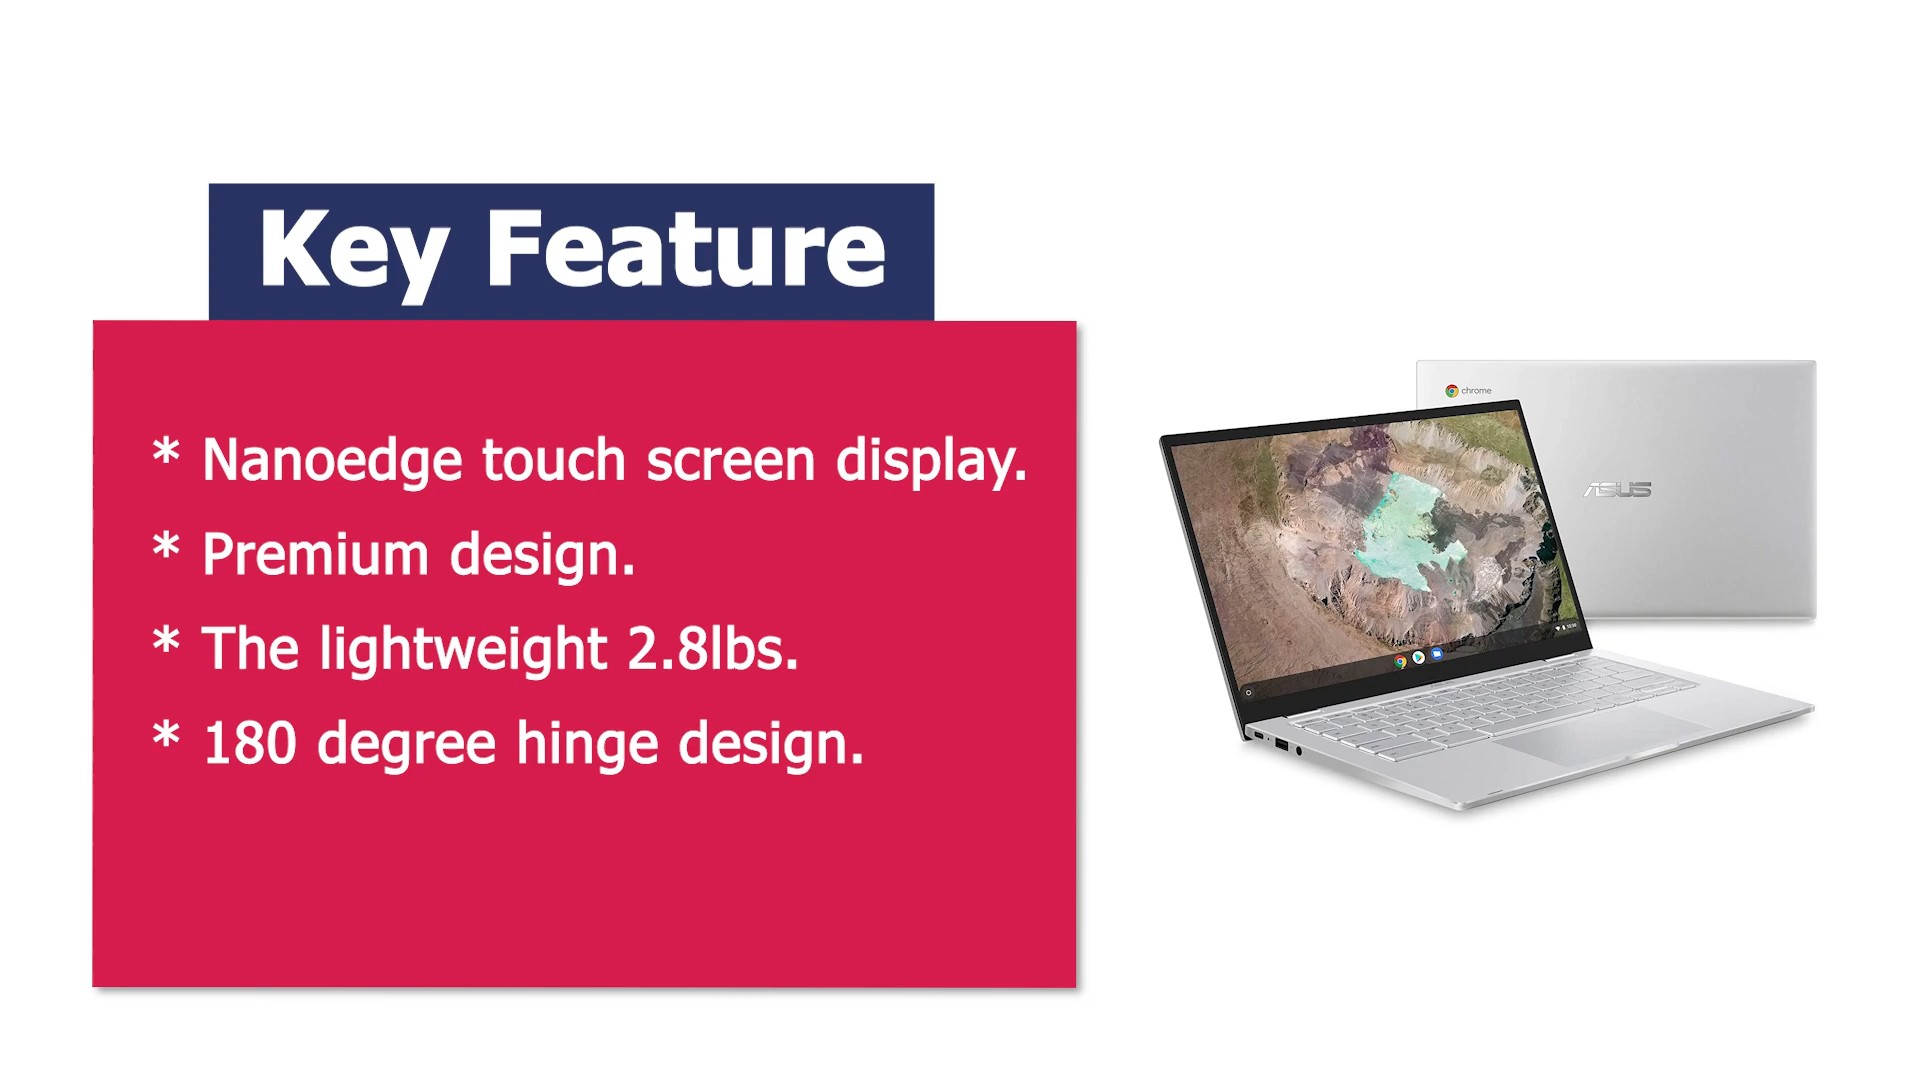 Key Feature
* Nanoedge touch screen display.
* Premium design.
* The lightweight 2.8lbs.
* 180 degree hinge design.
chrome
ASUS